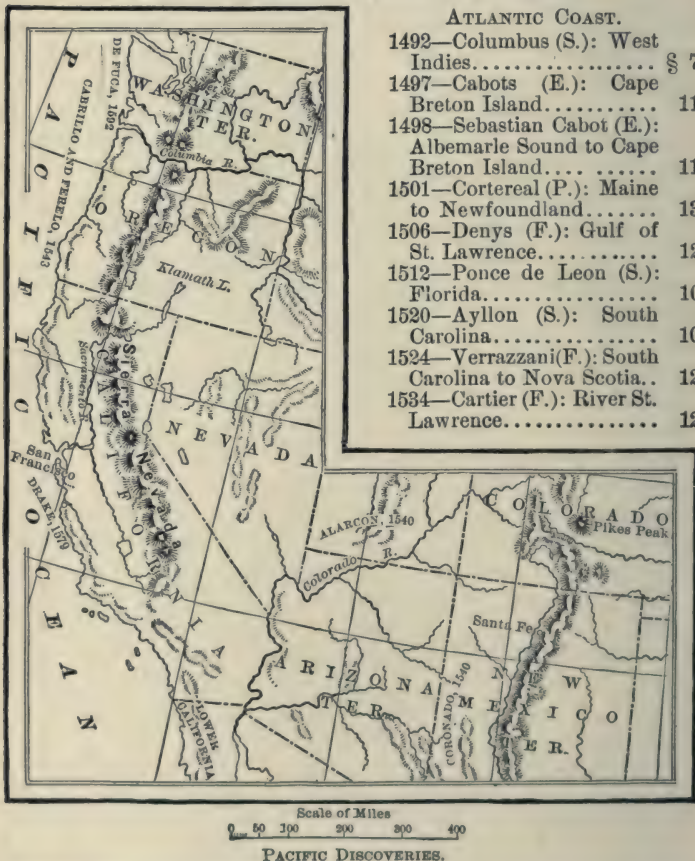 ATLANTIC COAST.
1492—Columbus (S.): West
Indies.................. §
1497—Cabots (E.): Cape
Breton Island........... 11
1498—Sebastian Cabot (E.):
Albemarle Sound to Cape
Breton Island.... ...... 11
1501—Cortereal (P.): Maine
to Newfoundland....... 13
1506—Denys (F.): Gulf of
St. Lawrence............ 12
1512—Ponce de Leon (S.):
Florida.................. 10
1520—Ayllon (S.): South
Carolina................ 10
1524—Verrazzani(F.): South
Carolina to Nova Scotia.. 12
1534—Cartier (F.): River St.
Lawrence............... 12
PACIFIC OCEAN
DE FUCA, 1592
CABRILLO AND FERELO, 1543
WASHINGTON
TER.
Columbia R.
OREGON
Klamath L.
Sacramento R.
Sierra Nevada
CALIFORNIA
NEVADA
San
Francisco
DRAKE, 1579
ALARCON, 1540
Colorado R.
COLORADO
Pikes Peak
Santa Fe
ARIZONA
TER.
CORONADO, 1540
NEW
MEXICO
TER.
LOWER
CALIFORNIA
Scale of Miles
0 50 100 200 300 400
PACIFIC DISCOVERIES.